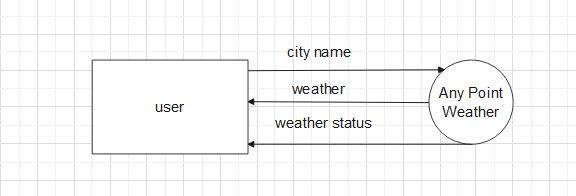 city name
user
weather
Any Point
Weather
weather status